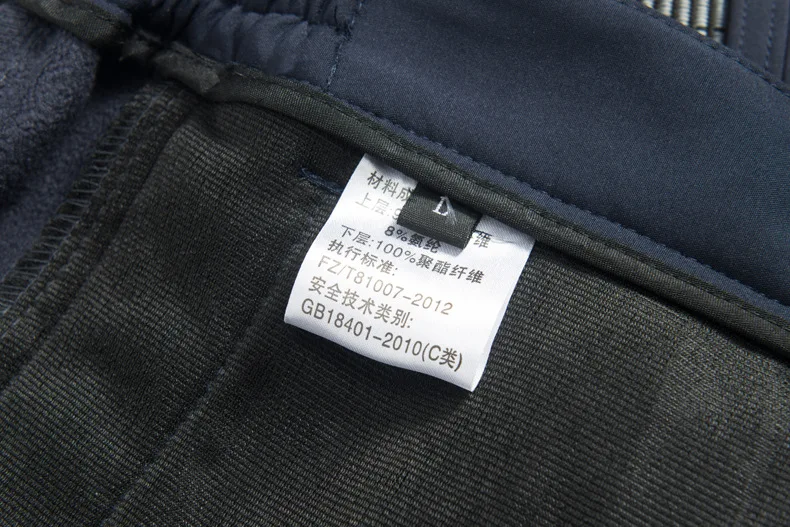 材料成
上层:
8%氨纶
维
下层:100%聚酯纤维
执行标准:
FZ/T81007-2012
安全技术类别:
GB18401-2010(C类)